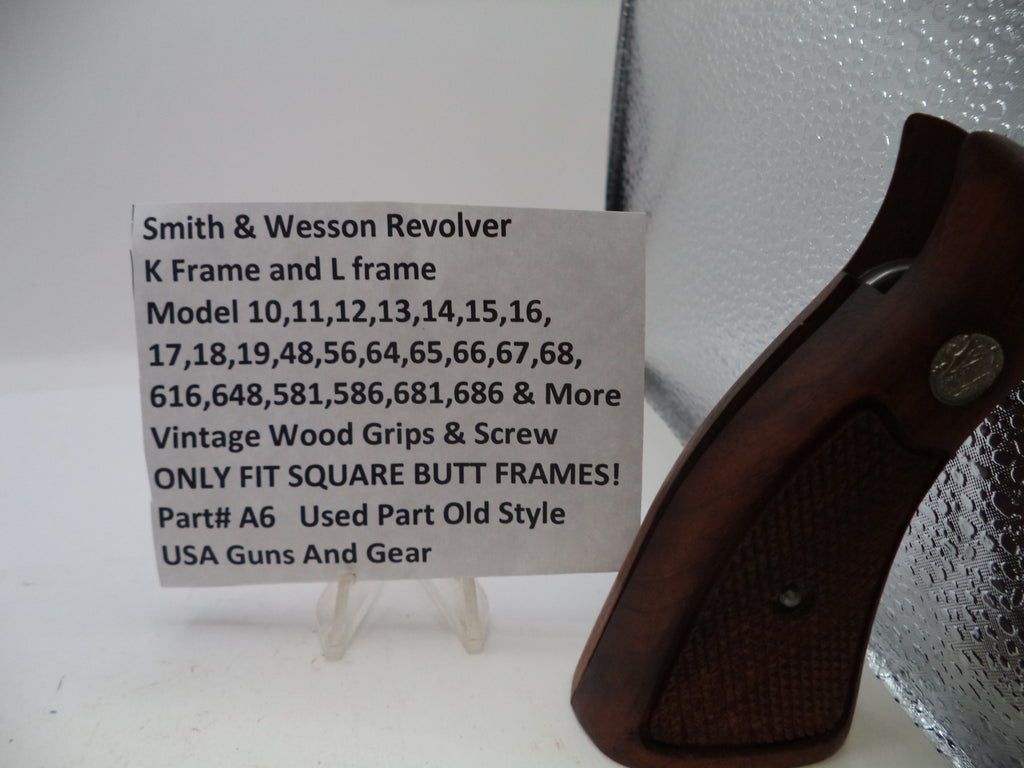 Smith & Wesson Revolver
K Frame and L frame
Model 10,11,12,13,14,15,16,
17,18,19,48,56,64,65,66,67,68,
616,648,581,586,681,686 & More
Vintage Wood Grips & Screw
ONLY FIT SQUARE BUTT FRAMES!
Part# A6   Used Part Old Style
USA Guns And Gear